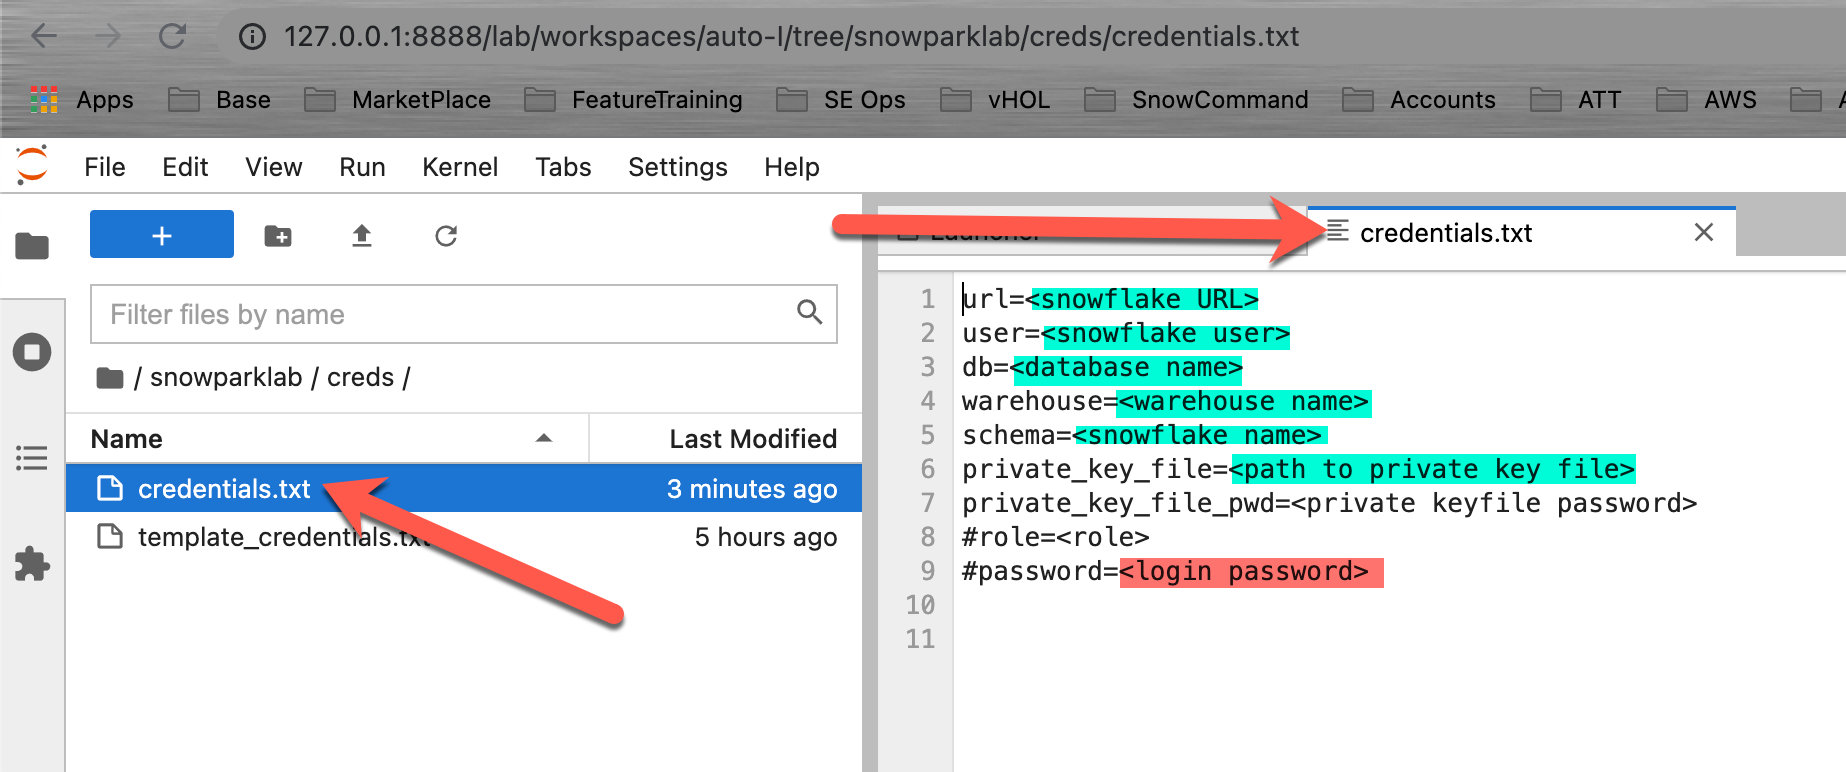 127.0.0.1:8888/lab/workspaces/auto-l/tree/snowparklab/creds/credentials.txt
Apps Base MarketPlace FeatureTraining SE Ops vHOL SnowCommand Accounts ATT AWS
File Edit View Run Kernel Tabs Settings Help
Launcher credentials.txt
Filter files by name
/ snowparklab / creds /
Name Last Modified
credentials.txt 3 minutes ago
template_credentials.txt 5 hours ago
1 url=<snowflake URL>
2 user=<snowflake user>
3 db=<database name>
4 warehouse=<warehouse name>
5 schema=<snowflake name>
6 private_key_file=<path to private key file>
7 private_key_file_pwd=<private keyfile password>
8 #role=<role>
9 #password=<login password>
10
11